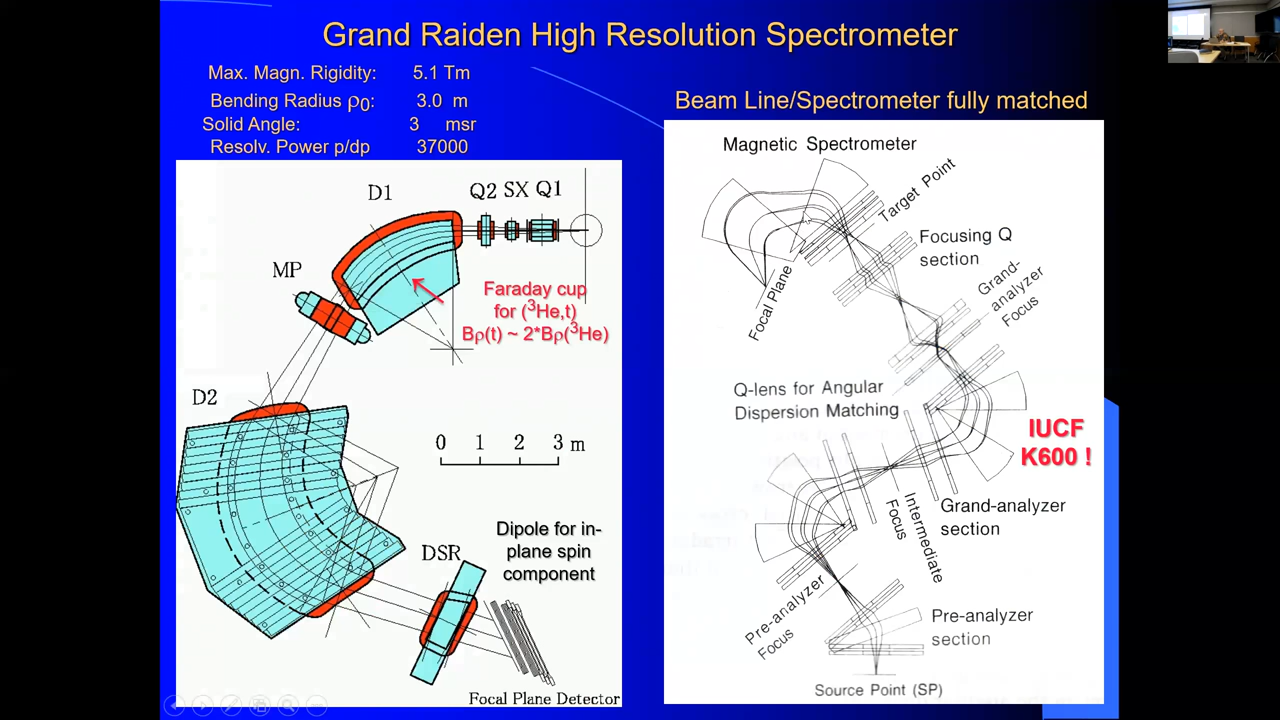 Grand Raiden High Resolution Spectrometer
Max. Magn. Rigidity: 5.1 Tm
Bending Radius ρ0: 3.0 m
Solid Angle: 3 msr
Resolv. Power p/dp 37000
Beam Line/Spectrometer fully matched
D1
Q2 SX Q1
MP
Faraday cup
for (3He,t)
Bρ(t) ~ 2*Bρ(3He)
D2
0 1 2 3 m
Dipole for in-
plane spin
component
DSR
Focal Plane Detector
Magnetic Spectrometer
Target Point
Focusing Q
section
Focal Plane
Grand-
analyzer
Focus
Q-lens for Angular
Dispersion Matching
IUCF
K600 !
Grand-analyzer
section
Intermediate
Focus
Pre-analyzer
Focus
Pre-analyzer
section
Source Point (SP)